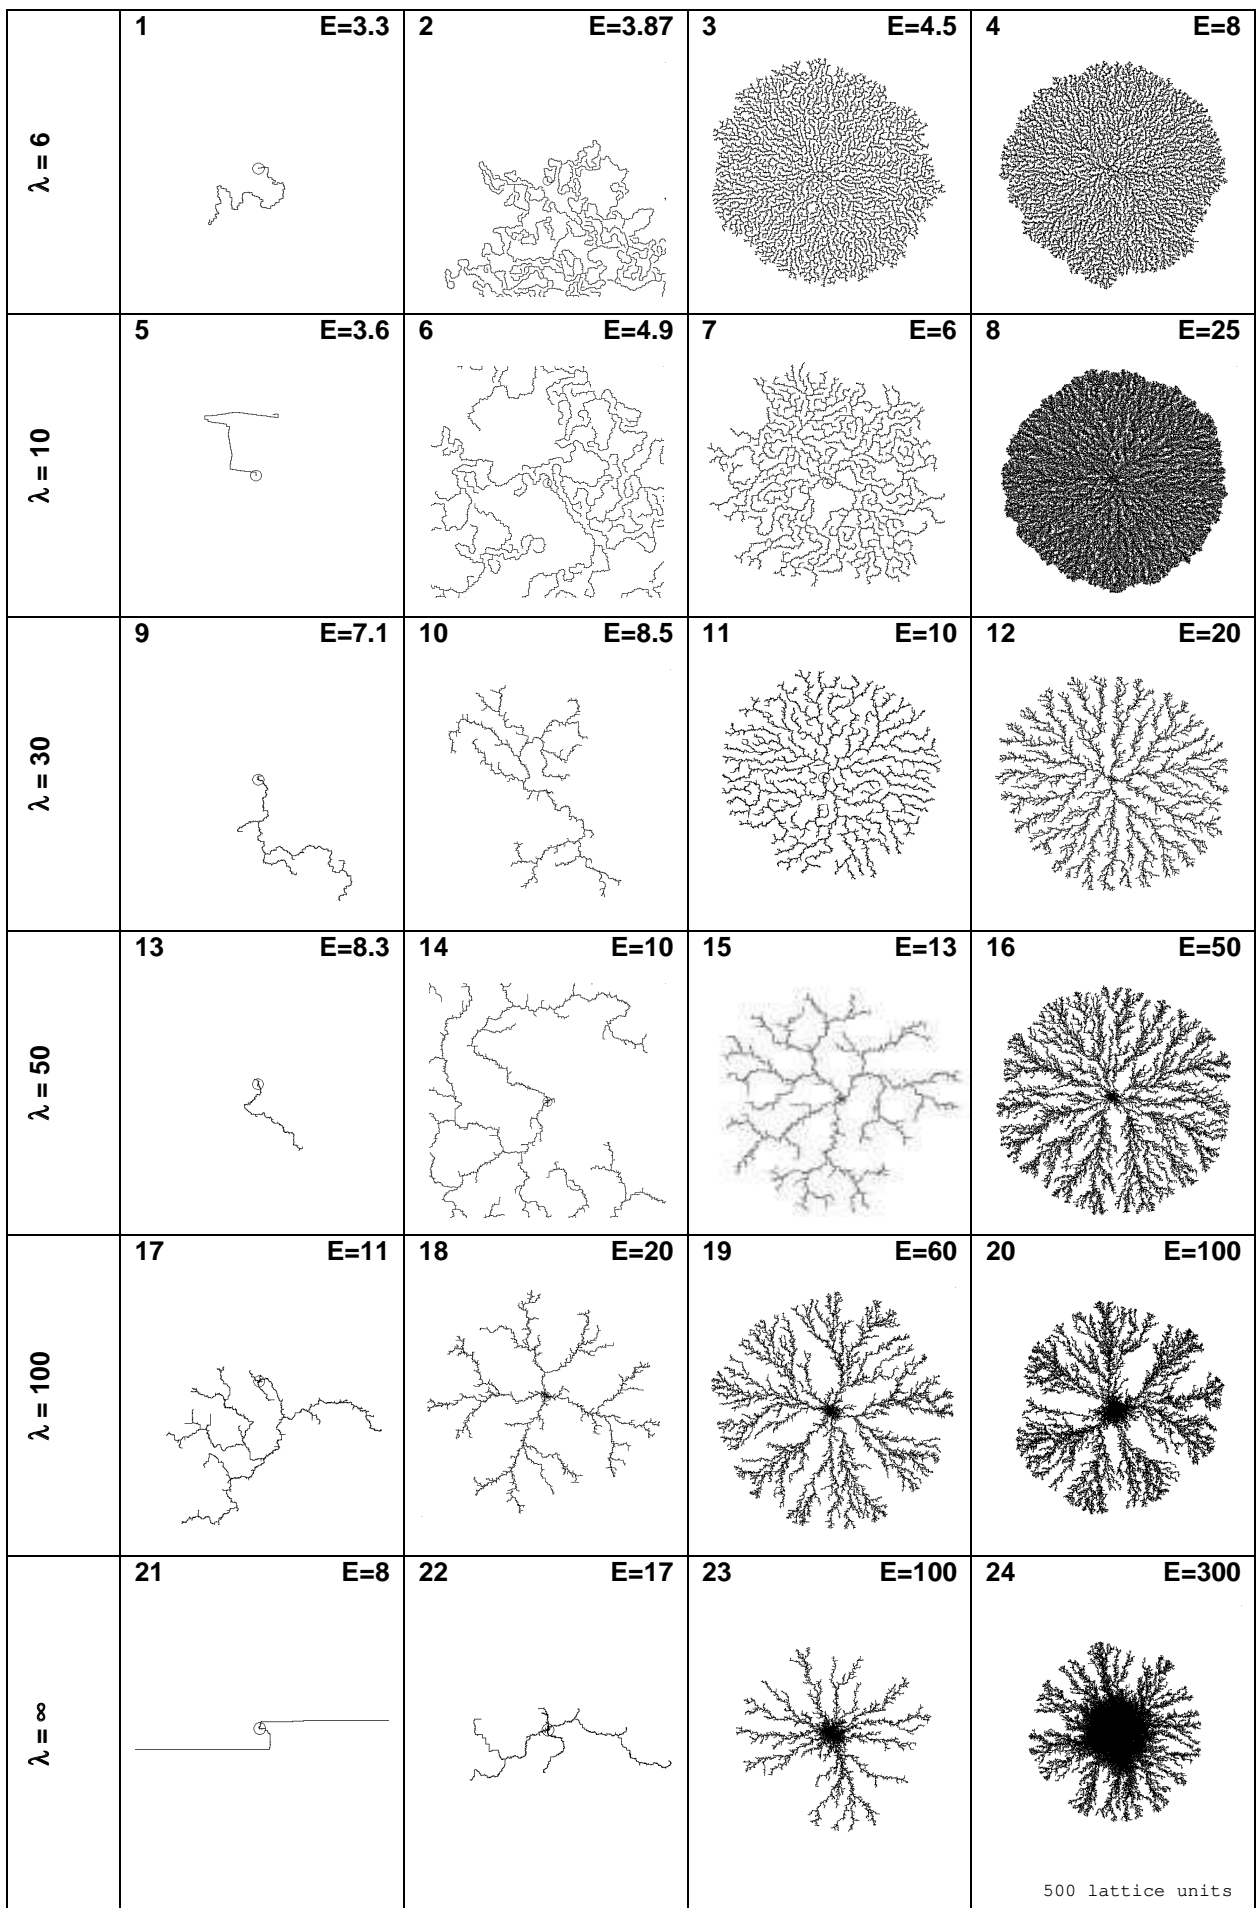 1 E=3.3 2 E=3.87 3 E=4.5 4 E=8
λ = 6
5 E=3.6 6 E=4.9 7 E=6 8 E=25
λ = 10
9 E=7.1 10 E=8.5 11 E=10 12 E=20
λ = 30
13 E=8.3 14 E=10 15 E=13 16 E=50
λ = 50
17 E=11 18 E=20 19 E=60 20 E=100
λ = 100
21 E=8 22 E=17 23 E=100 24 E=300
λ = ∞
500 lattice units